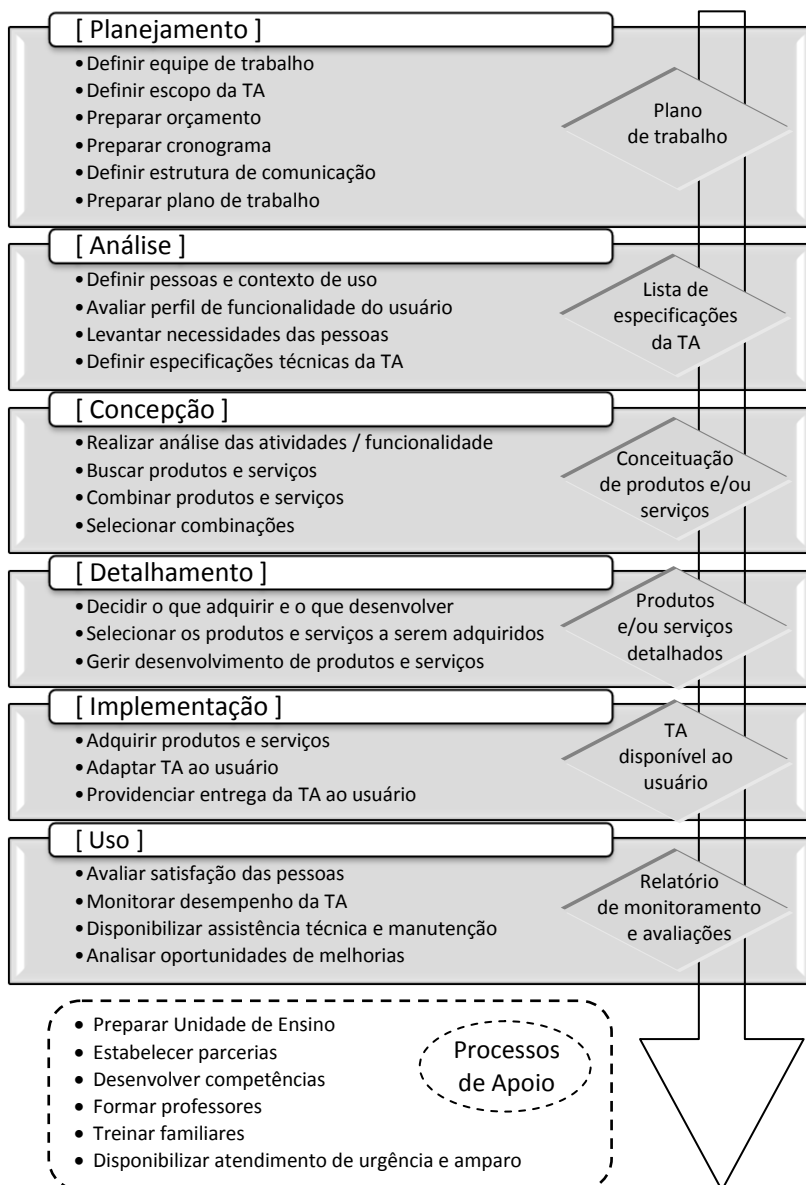 [ Planejamento ]
•Definir equipe de trabalho
•Definir escopo da TA
•Preparar orçamento
•Preparar cronograma
•Definir estrutura de comunicação
•Preparar plano de trabalho
Plano
de trabalho
[ Análise ]
•Definir pessoas e contexto de uso
•Avaliar perfil de funcionalidade do usuário
•Levantar necessidades das pessoas
•Definir especificações técnicas da TA
Lista de
especificações
da TA
[ Concepção ]
•Realizar análise das atividades / funcionalidade
•Buscar produtos e serviços
•Combinar produtos e serviços
•Selecionar combinações
Conceituação
de produtos e/ou
serviços
[ Detalhamento ]
•Decidir o que adquirir e o que desenvolver
•Selecionar os produtos e serviços a serem adquiridos
•Gerir desenvolvimento de produtos e serviços
Produtos
e/ou serviços
detalhados
[ Implementação ]
•Adquirir produtos e serviços
•Adaptar TA ao usuário
•Providenciar entrega da TA ao usuário
TA
disponível ao
usuário
[ Uso ]
•Avaliar satisfação das pessoas
•Monitorar desempenho da TA
•Disponibilizar assistência técnica e manutenção
•Analisar oportunidades de melhorias
Relatório
de monitoramento
e avaliações
• Preparar Unidade de Ensino
• Estabelecer parcerias
• Desenvolver competências
• Formar professores
• Treinar familiares
• Disponibilizar atendimento de urgência e amparo
Processos
de Apoio